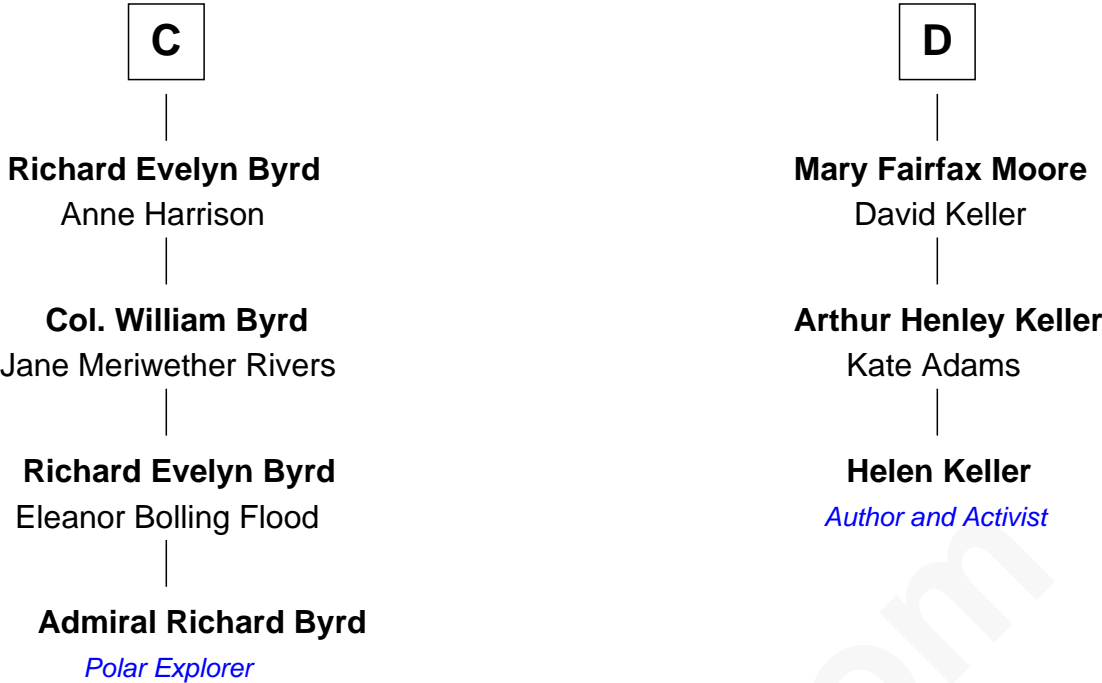 C
Richard Evelyn Byrd
Anne Harrison
Col. William Byrd
Jane Meriwether Rivers
Richard Evelyn Byrd
Eleanor Bolling Flood
Admiral Richard Byrd
Polar Explorer
D
Mary Fairfax Moore
David Keller
Arthur Henley Keller
Kate Adams
Helen Keller
Author and Activist
om